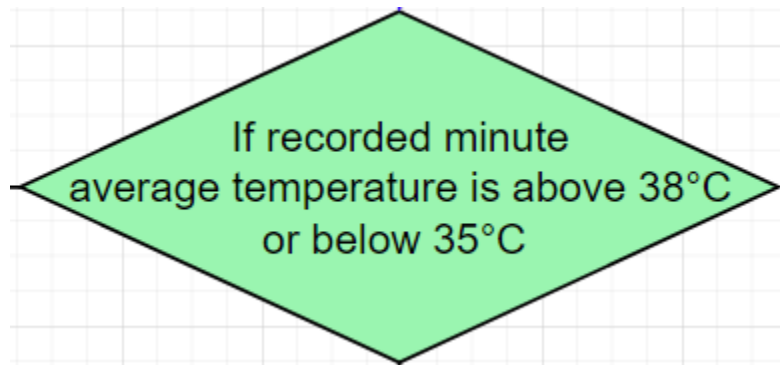 If recorded minute
average temperature is above 38°C
or below 35°C